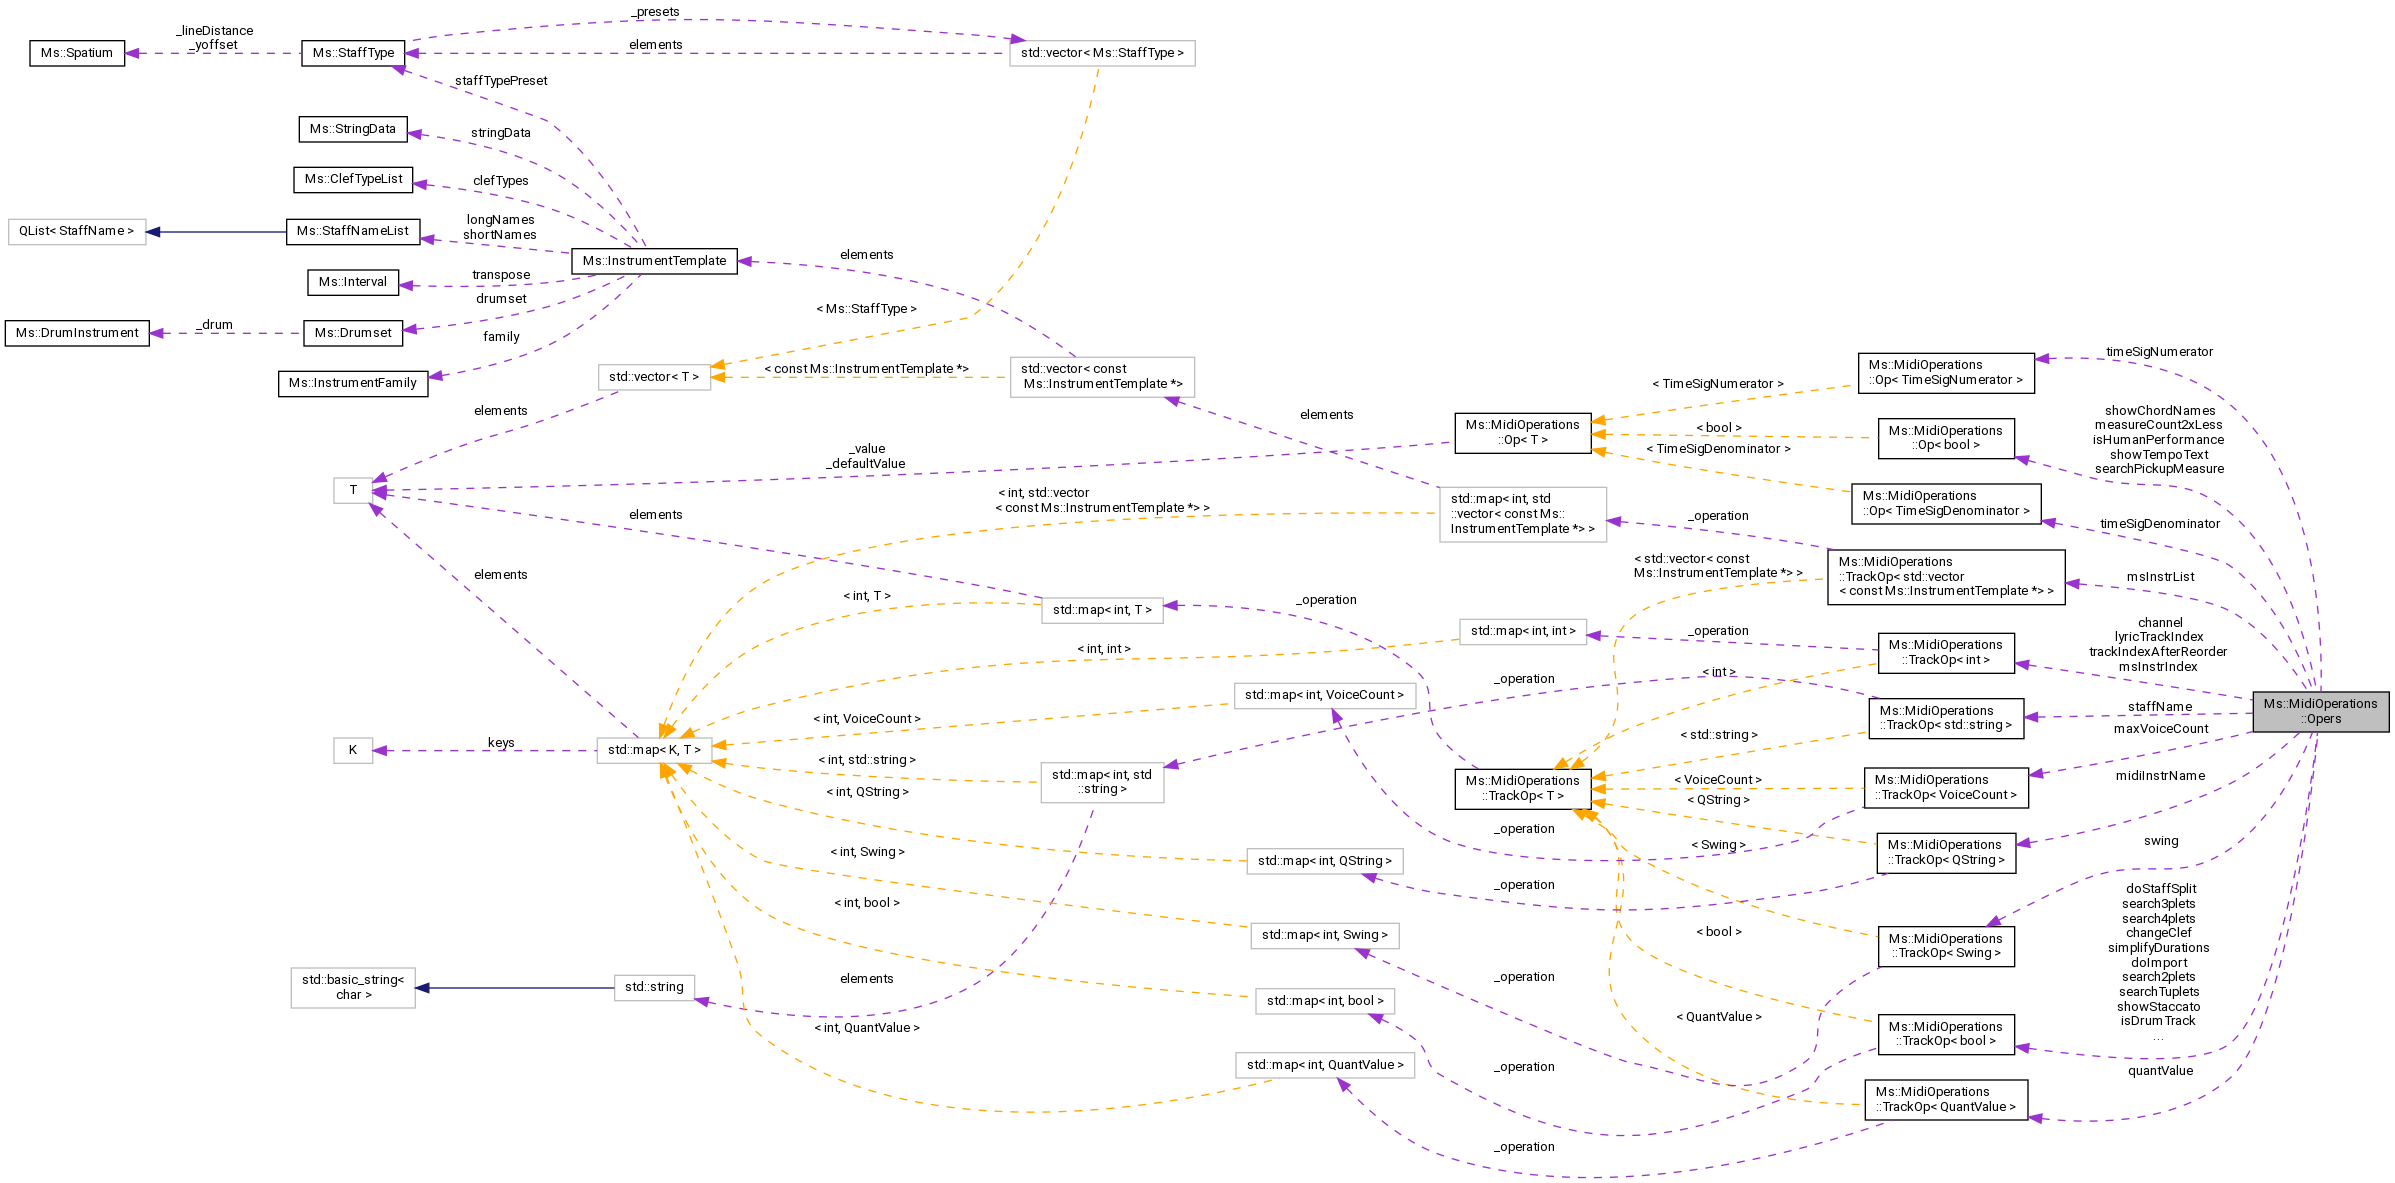 _presets
_lineDistance
_yoffset
Ms::Spatium
Ms::StaffType
elements
std::vector< Ms::StaffType >
staffTypePreset
Ms::StringData
stringData
Ms::ClefTypeList
clefTypes
QList< StaffName >
Ms::StaffNameList
longNames
shortNames
Ms::InstrumentTemplate
elements
Ms::Interval
transpose
drumset
Ms::DrumInstrument
_drum
Ms::Drumset
family
Ms::InstrumentFamily
< Ms::StaffType >
std::vector< T >
< const Ms::InstrumentTemplate *>
std::vector< const
Ms::InstrumentTemplate *>
elements
elements
T
_value
_defaultValue
elements
elements
Ms::MidiOperations
::Op< T >
< TimeSigNumerator >
< bool >
< TimeSigDenominator >
Ms::MidiOperations
::Op< TimeSigNumerator >
timeSigNumerator
Ms::MidiOperations
::Op< bool >
showChordNames
measureCount2xLess
isHumanPerformance
showTempoText
searchPickupMeasure
Ms::MidiOperations
::Op< TimeSigDenominator >
timeSigDenominator
< int, std::vector
< const Ms::InstrumentTemplate *> >
std::map< int, std
::vector< const Ms::
InstrumentTemplate *> >
_operation
< std::vector< const
Ms::InstrumentTemplate *> >
Ms::MidiOperations
::TrackOp< std::vector
< const Ms::InstrumentTemplate *> >
msInstrList
< int, T >
std::map< int, T >
_operation
< int, int >
std::map< int, int >
_operation
Ms::MidiOperations
::TrackOp< int >
channel
lyricTrackIndex
trackIndexAfterReorder
msInstrIndex
< int >
_operation
std::map< int, VoiceCount >
< int, VoiceCount >
Ms::MidiOperations
::TrackOp< std::string >
staffName
Ms::MidiOperations
::Opers
K
keys
std::map< K, T >
< int, std::string >
std::map< int, std
::string >
< std::string >
maxVoiceCount
Ms::MidiOperations
::TrackOp< T >
< VoiceCount >
Ms::MidiOperations
::TrackOp< VoiceCount >
midiInstrName
< int, QString >
< QString >
_operation
< Swing >
Ms::MidiOperations
::TrackOp< QString >
swing
< int, Swing >
std::map< int, QString >
_operation
< int, bool >
std::map< int, Swing >
< bool >
Ms::MidiOperations
::TrackOp< Swing >
doStaffSplit
search3plets
search4plets
changeClef
simplifyDurations
doImport
search2plets
searchTuplets
showStaccato
isDrumTrack
...
std::basic_string<
char >
std::string
elements
_operation
std::map< int, bool >
< int, QuantValue >
< QuantValue >
Ms::MidiOperations
::TrackOp< bool >
std::map< int, QuantValue >
_operation
quantValue
Ms::MidiOperations
::TrackOp< QuantValue >
_operation